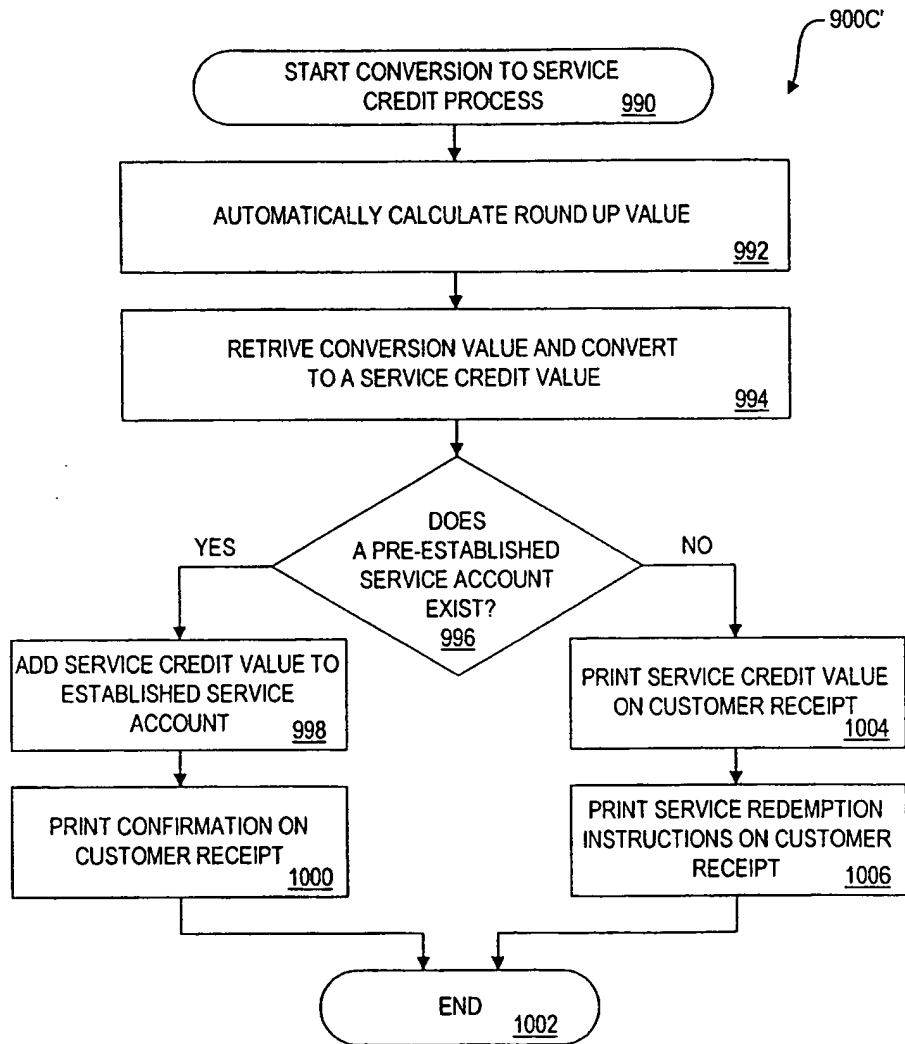 900C'
START CONVERSION TO SERVICE
CREDIT PROCESS
990
AUTOMATICALLY CALCULATE ROUND UP VALUE
992
RETRIVE CONVERSION VALUE AND CONVERT
TO A SERVICE CREDIT VALUE
994
DOES
A PRE-ESTABLISHED
SERVICE ACCOUNT
EXIST?
996
YES
NO
ADD SERVICE CREDIT VALUE TO
ESTABLISHED SERVICE
ACCOUNT
998
PRINT CONFIRMATION ON
CUSTOMER RECEIPT
1000
PRINT SERVICE CREDIT VALUE
ON CUSTOMER RECEIPT
1004
PRINT SERVICE REDEMPTION
INSTRUCTIONS ON CUSTOMER
RECEIPT
1006
END
1002